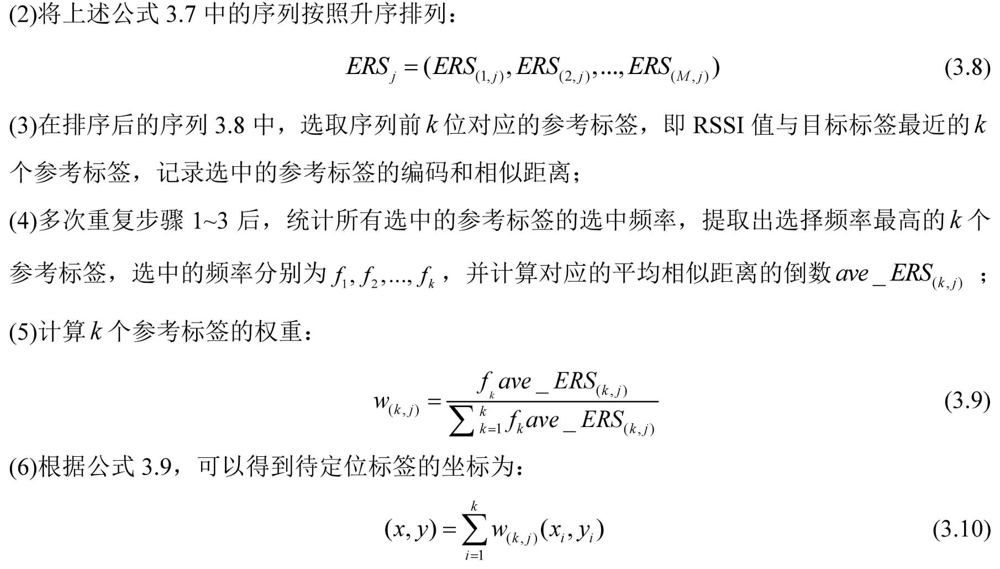 (2)将上述公式 3.7 中的序列按照升序排列：
ERS_j = (ERS_(1,j), ERS_(2,j),..., ERS_(M,j)) (3.8)
(3)在排序后的序列 3.8 中，选取序列前 k 位对应的参考标签，即 RSSI 值与目标标签最近的 k
个参考标签，记录选中的参考标签的编码和相似距离；
(4)多次重复步骤 1~3 后，统计所有选中的参考标签的选中频率，提取出选择频率最高的 k 个
参考标签，选中的频率分别为 f_1, f_2,..., f_k，并计算对应的平均相似距离的倒数 ave_ERS_(k,j)；
(5)计算 k 个参考标签的权重：
w_(k,j) = \frac{f_k ave_ERS_(k,j)}{\sum_{k=1}^{k} f_k ave_ERS_(k,j)} (3.9)
(6)根据公式 3.9，可以得到待定位标签的坐标为：
(x, y) = \sum_{i=1}^{k} w_(k,j) (x_i, y_i) (3.10)